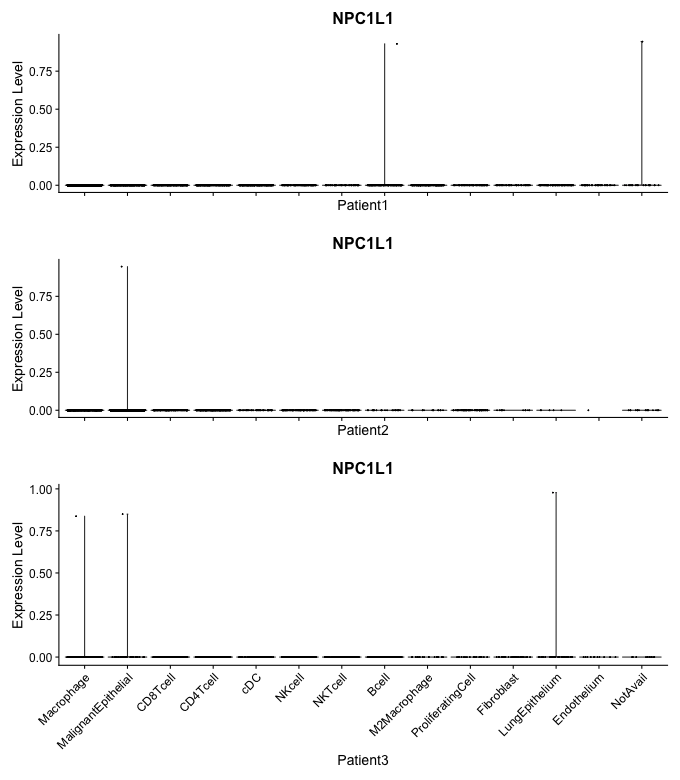 NPC1L1
Expression Level
0.75
0.50
0.25
0.00
Patient1
NPC1L1
Expression Level
0.75
0.50
0.25
0.00
Patient2
NPC1L1
Expression Level
1.00
0.75
0.50
0.25
0.00
Macrophage
MalignantEpithelial
CD8Tcell
CD4Tcell
cDC
NKcell
NKTcell
Bcell
M2Macrophage
ProliferatingCell
Fibroblast
LungEpithelium
Endothelium
NotAvail
Patient3